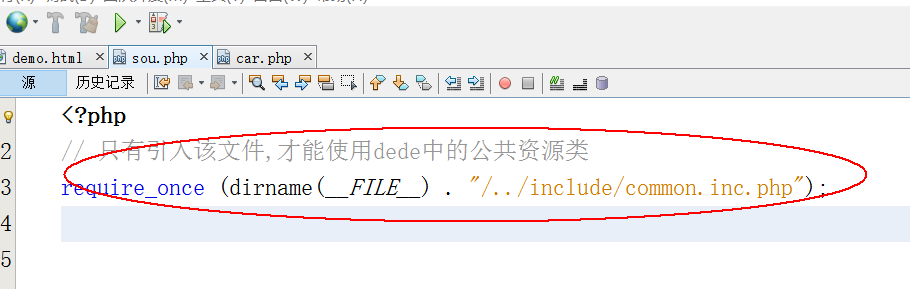 demo.html × sou.php × car.php ×
源 历史记录
<?php
2 // 只有引入该文件,才能使用dede中的公共资源类
3 require_once (dirname(__FILE__) . "/../include/common.inc.php");
4
5